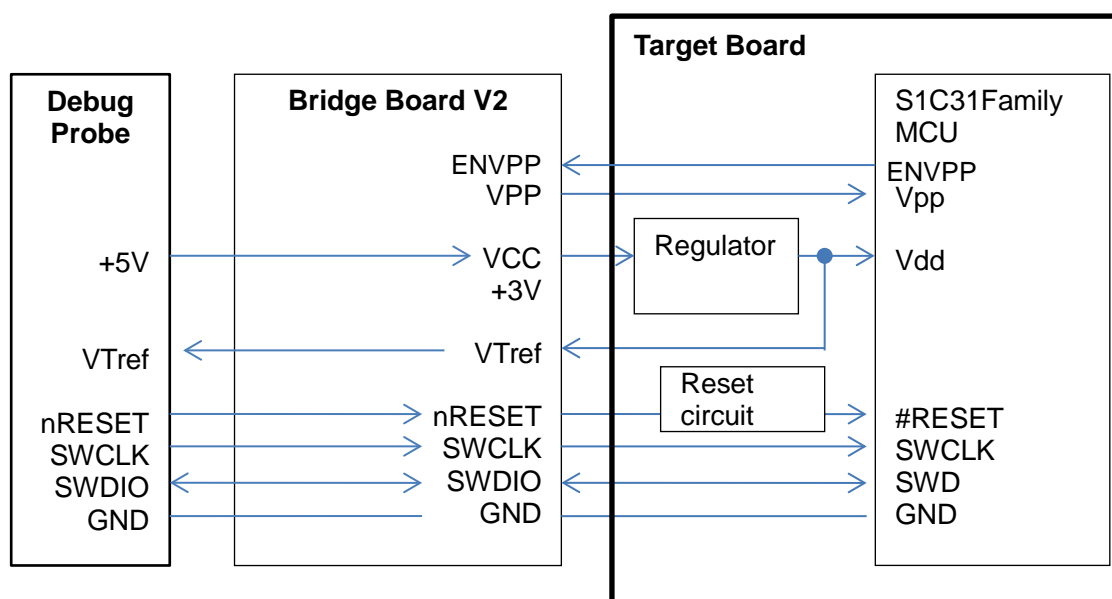 Target Board
Debug
Probe
+5V
VTref
nRESET
SWCLK
SWDIO
GND
Bridge Board V2
ENVPP
VPP
VCC
+3V
VTref
nRESET
SWCLK
SWDIO
GND
Regulator
Reset
circuit
S1C31Family
MCU
ENVPP
Vpp
Vdd
#RESET
SWCLK
SWD
GND